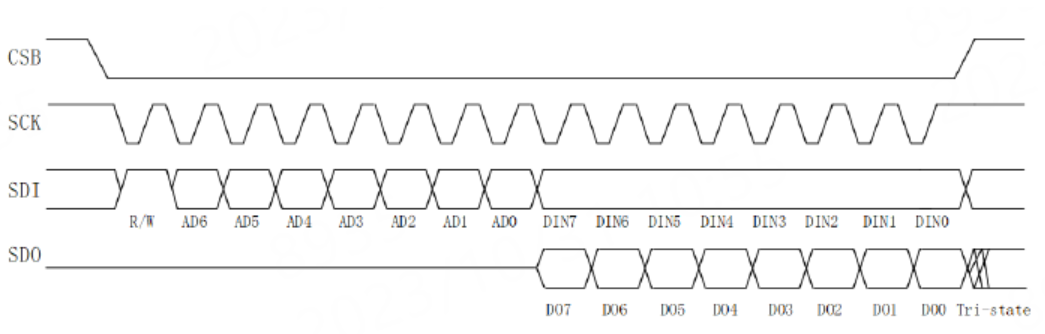 CSB
SCK
SDI
R/W AD6 AD5 AD4 AD3 AD2 AD1 AD0 DIN7 DIN6 DIN5 DIN4 DIN3 DIN2 DIN1 DIN0
SDO
DO7 DO6 DO5 DO4 DO3 DO2 DO1 DO0 Tri-state